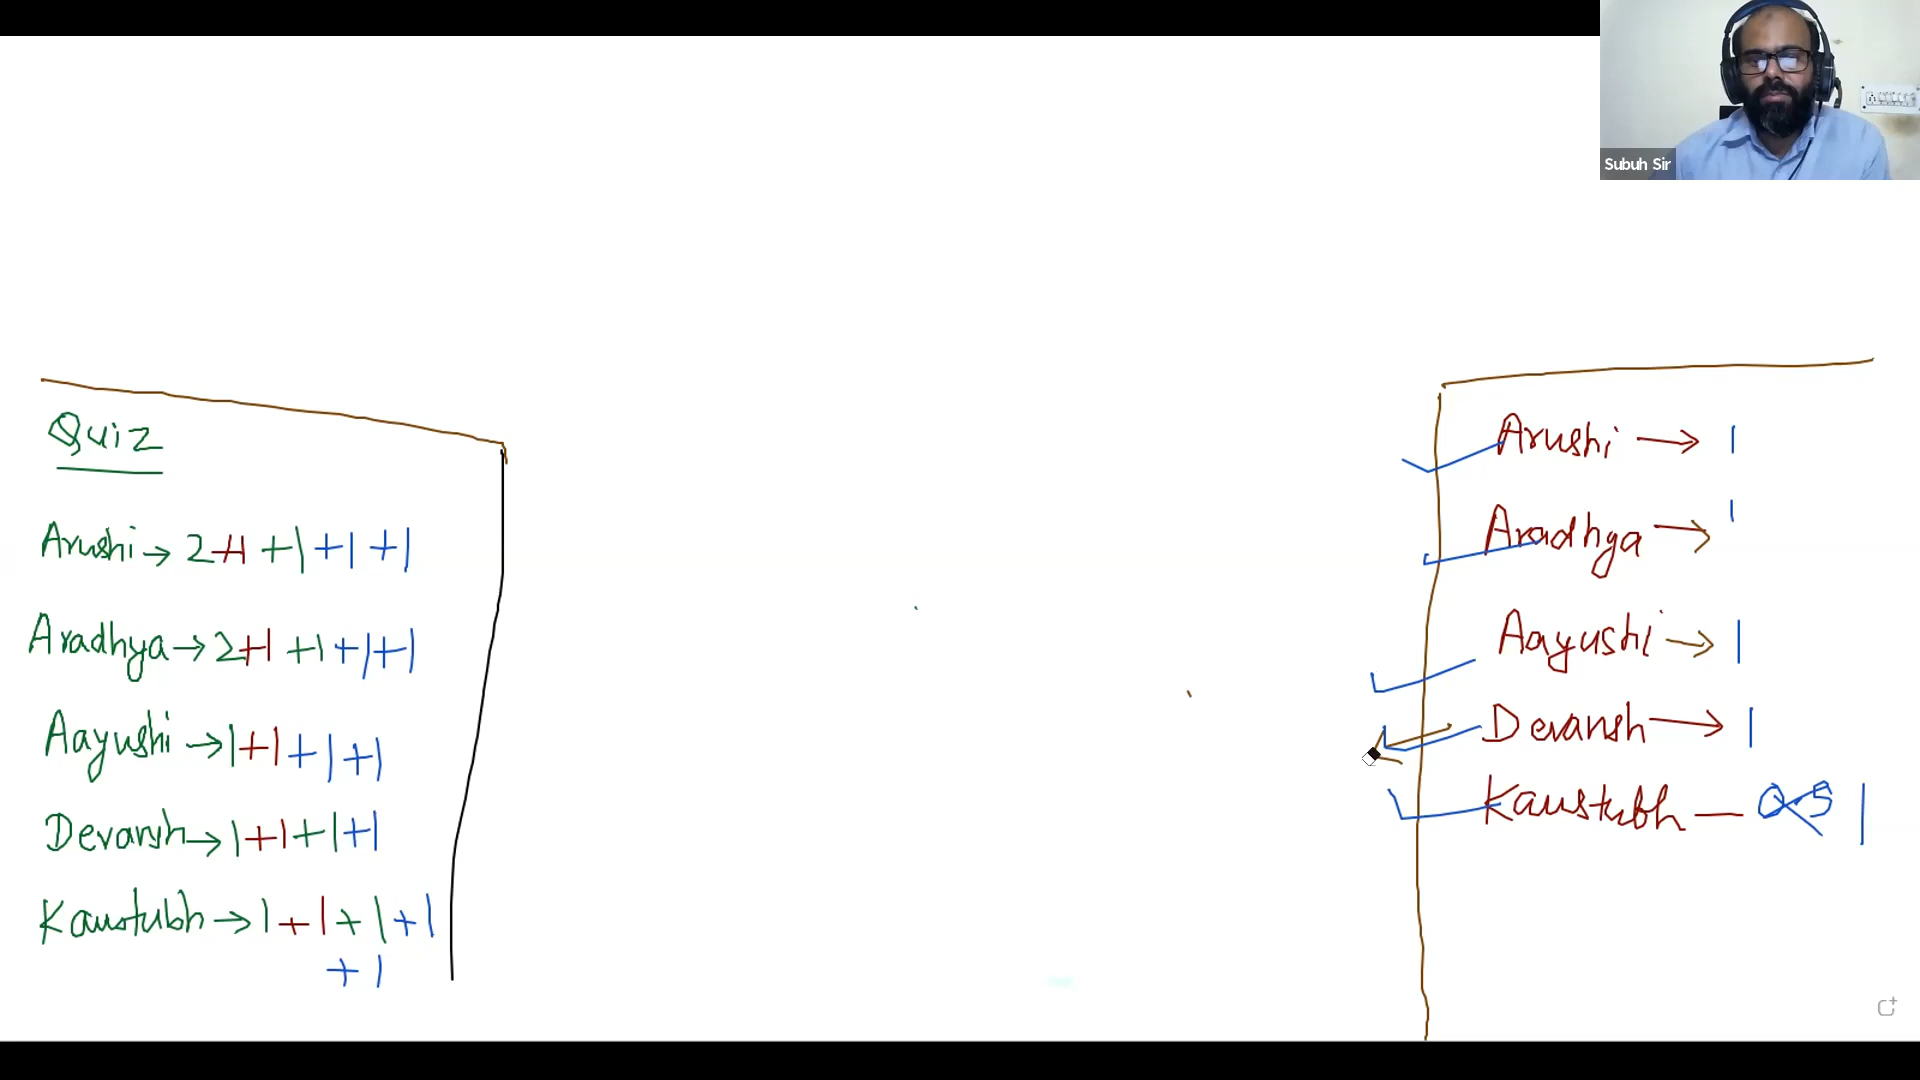 Subuh Sir
Quiz
Arushi → 2+1 +1 +1 +1
Aradhya → 2+1 +1 +1+1
Aayushi → 1+1 +1 +1
Devansh → 1+1+1+1
Kaustubh → 1+1+1+1
+1
Arushi → 1
Aradhya → 1
Aayushi → 1
Devansh → 1
Kaustubh — 0.5 1